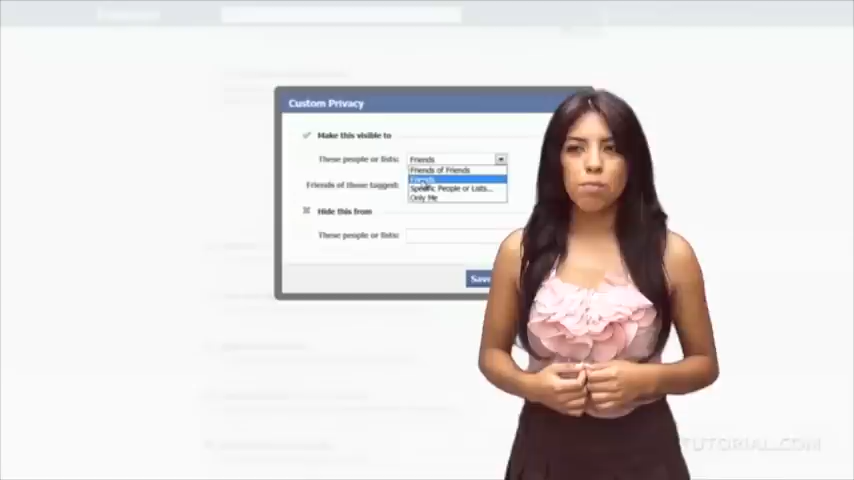 Custom Privacy
Make this visible to
These people or lists: Friends
Friends of Friends
Friends
Specific People or Lists...
Only Me
Friends of those tagged:
Hide this from
These people or lists:
Save
TUTORIAL.COM